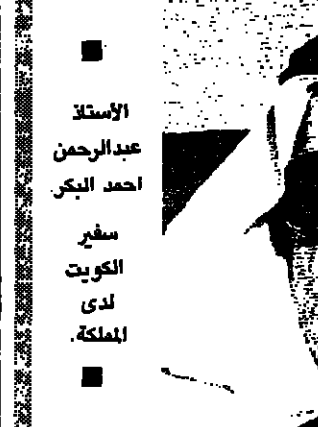 الأستاذ
عبدالرحمن
احمد البكر
سفير
الكويت
لدى
المملكة.